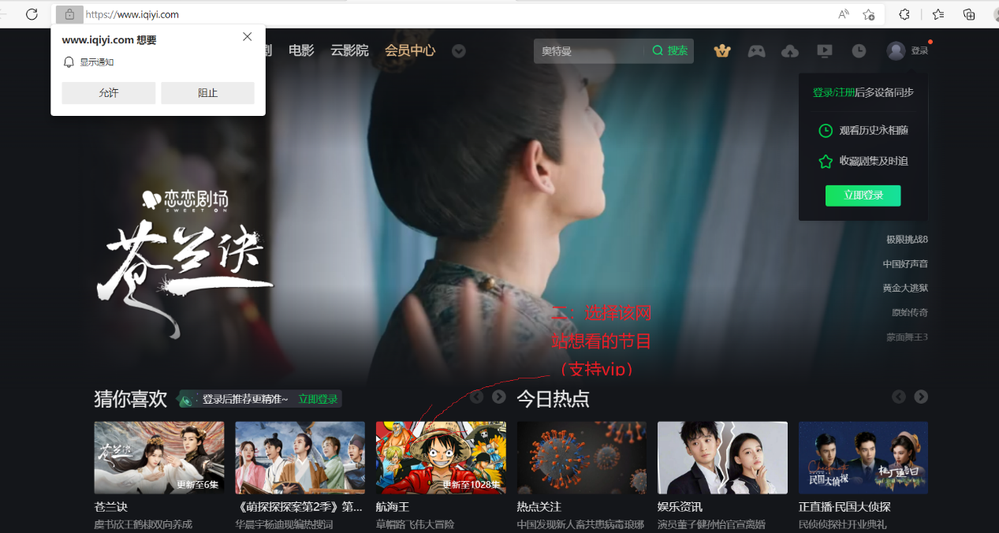 https://www.iqiyi.com
www.iqiyi.com 想要
显示通知
允许
阻止
剧
电影
云影院
会员中心
奥特曼
搜索
登录
登录/注册后多设备同步
观看历史永相随
收藏剧集及时追
立即登录
恋恋剧场
SWEET ON
苍兰诀
极限挑战8
中国好声音
黄金大逃狱
原始传奇
蒙面舞王3
二：选择该网
站想看的节目
（支持vip）
猜你喜欢
登录后推荐更精准~
立即登录
今日热点
苍兰诀
更新至6集
更新至1028集
Checkmate
民国大侦探
苍兰诀
《萌探探探案第2季》第...
航海王
热点关注
娱乐资讯
正直播·民国大侦探
虞书欣王鹤棣双向养成
华晨宇杨迪现编热搜词
草帽路飞伟大冒险
中国发现新人畜共患病毒琅琊
演员董子健孙怡官宣离婚
民侦侦探社开业典礼